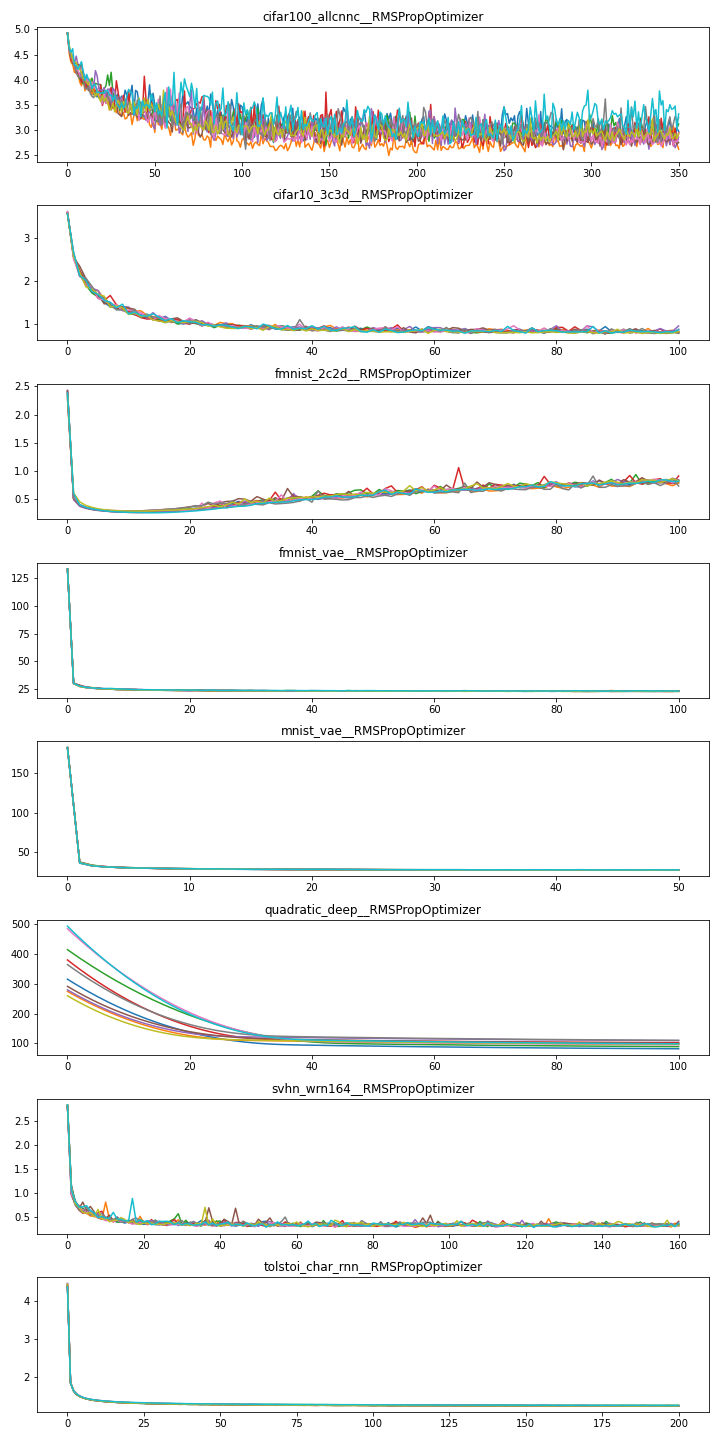 cifar100_allcnnc__RMSPropOptimizer
5.0
4.5
4.0
3.5
3.0
2.5
0 50 100 150 200 250 300 350
cifar10_3c3d__RMSPropOptimizer
3
2
1
0 20 40 60 80 100
fmnist_2c2d__RMSPropOptimizer
2.5
2.0
1.5
1.0
0.5
0 20 40 60 80 100
fmnist_vae__RMSPropOptimizer
125
100
75
50
25
0 20 40 60 80 100
mnist_vae__RMSPropOptimizer
150
100
50
0 10 20 30 40 50
quadratic_deep__RMSPropOptimizer
500
400
300
200
100
0 20 40 60 80 100
svhn_wrn164__RMSPropOptimizer
2.5
2.0
1.5
1.0
0.5
0 20 40 60 80 100 120 140 160
tolstoi_char_rnn__RMSPropOptimizer
4
3
2
0 25 50 75 100 125 150 175 200